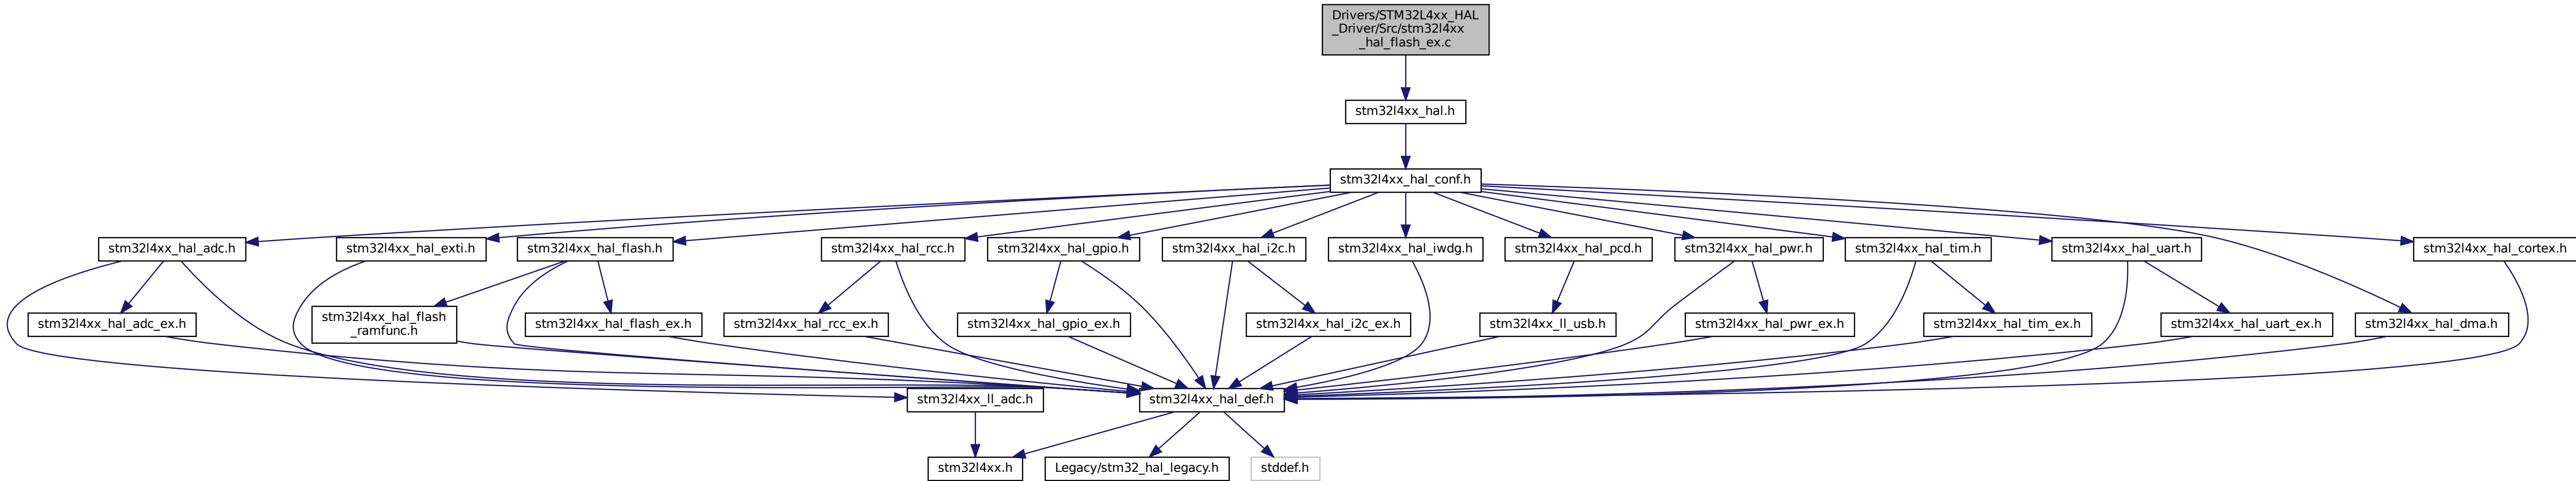 Drivers/STM32L4xx_HAL
_Driver/Src/stm32l4xx
_hal_flash_ex.c
stm32l4xx_hal.h
stm32l4xx_hal_conf.h
stm32l4xx_hal_adc.h
stm32l4xx_hal_exti.h
stm32l4xx_hal_flash.h
stm32l4xx_hal_rcc.h
stm32l4xx_hal_gpio.h
stm32l4xx_hal_i2c.h
stm32l4xx_hal_iwdg.h
stm32l4xx_hal_pcd.h
stm32l4xx_hal_pwr.h
stm32l4xx_hal_tim.h
stm32l4xx_hal_uart.h
stm32l4xx_hal_cortex.h
stm32l4xx_hal_adc_ex.h
stm32l4xx_hal_flash
_ramfunc.h
stm32l4xx_hal_flash_ex.h
stm32l4xx_hal_rcc_ex.h
stm32l4xx_hal_gpio_ex.h
stm32l4xx_hal_i2c_ex.h
stm32l4xx_ll_usb.h
stm32l4xx_hal_pwr_ex.h
stm32l4xx_hal_tim_ex.h
stm32l4xx_hal_uart_ex.h
stm32l4xx_hal_dma.h
stm32l4xx_ll_adc.h
stm32l4xx_hal_def.h
stm32l4xx.h
Legacy/stm32_hal_legacy.h
stddef.h